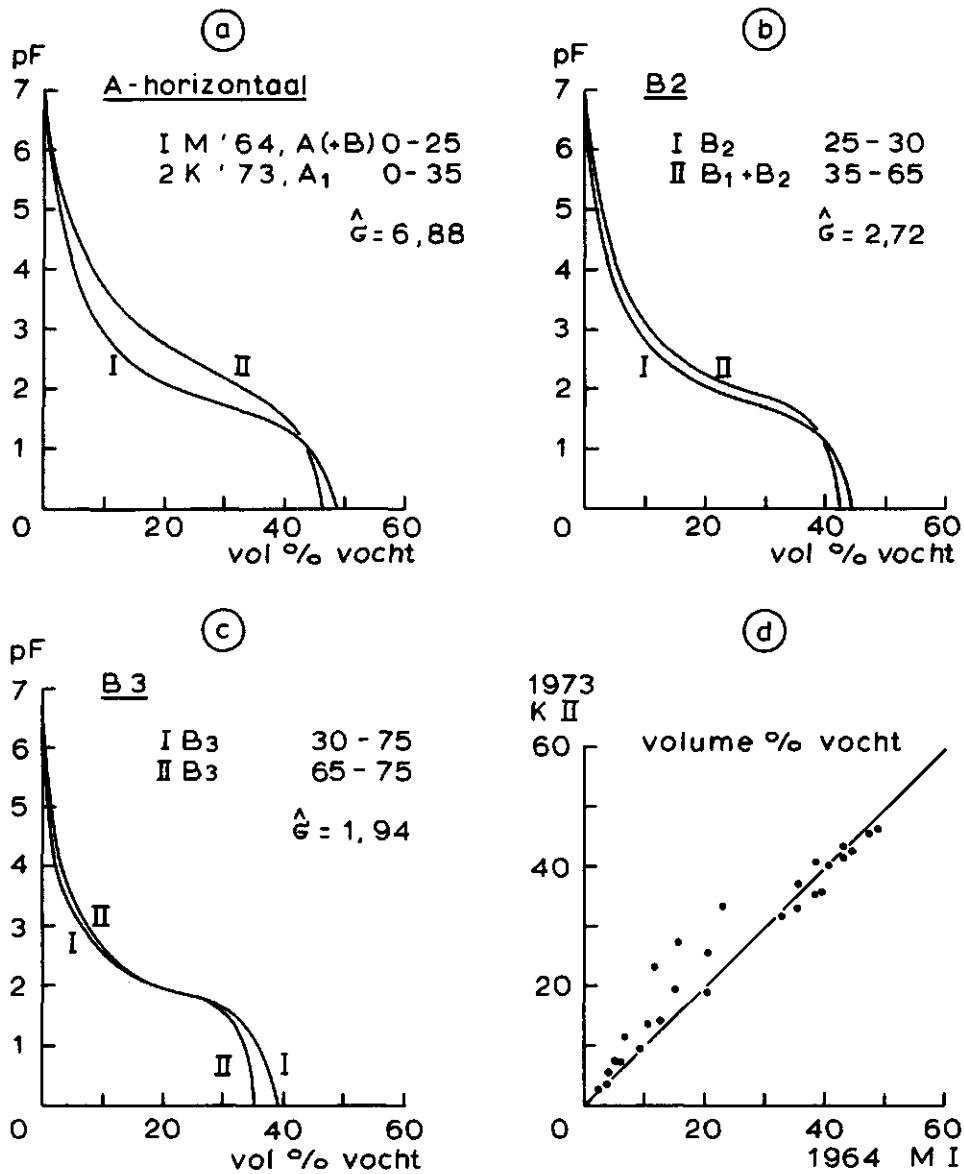 a
pF
7
A-horizontaal
I M '64, A(+B) 0-25
2 K '73, A1 0-35
6
Ĝ = 6,88
5
4
3
I
II
2
1
0
20
40
60
vol % vocht
b
pF
7
B2
I B2 25-30
II B1+B2 35-65
6
Ĝ = 2,72
5
4
3
I
II
2
1
0
20
40
60
vol % vocht
c
pF
7
B3
I B3 30-75
II B3 65-75
6
Ĝ = 1,94
5
4
3
II
I
2
1
II
I
0
20
40
60
vol % vocht
d
1973
K II
60
volume % vocht
40
20
0
20
40
60
1964 M I